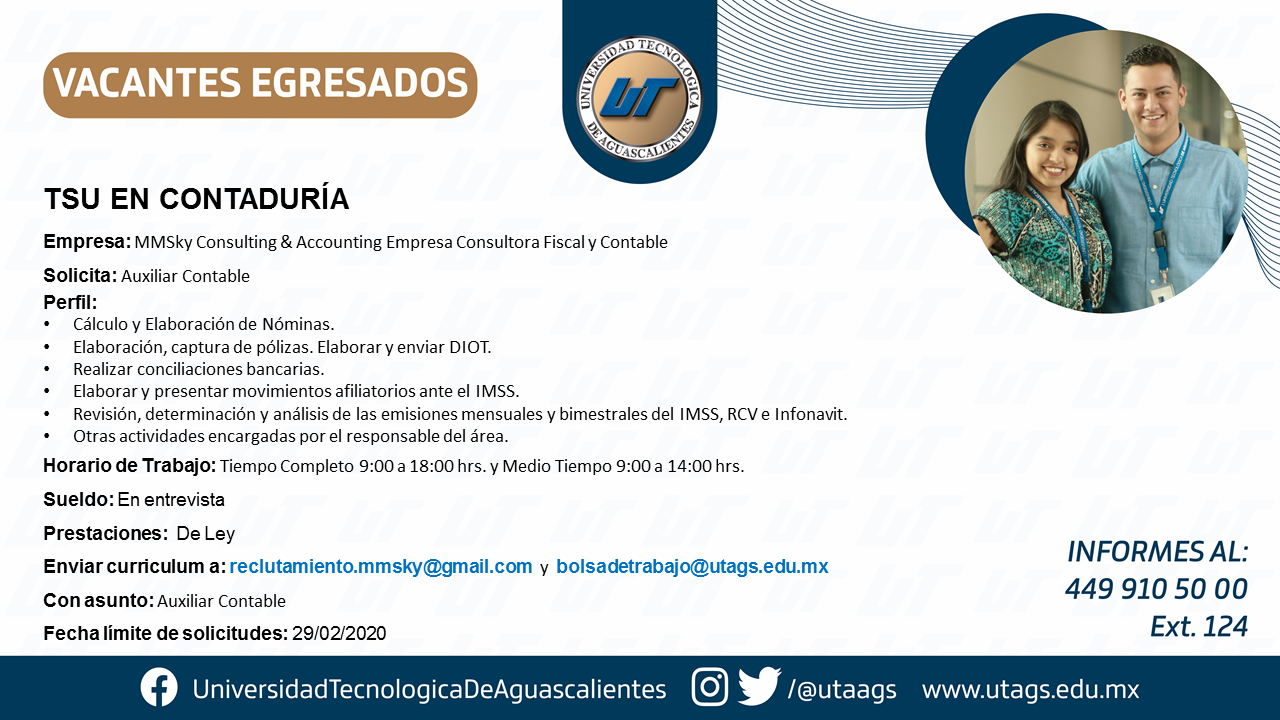 VACANTES EGRESADOS
UNIVERSIDAD TECNOLOGICA
UT
DE AGUASCALIENTES
TSU EN CONTADURÍA
Empresa: MMSky Consulting & Accounting Empresa Consultora Fiscal y Contable
Solicita: Auxiliar Contable
Perfil:
• Cálculo y Elaboración de Nóminas.
• Elaboración, captura de pólizas. Elaborar y enviar DIOT.
• Realizar conciliaciones bancarias.
• Elaborar y presentar movimientos afiliatorios ante el IMSS.
• Revisión, determinación y análisis de las emisiones mensuales y bimestrales del IMSS, RCV e Infonavit.
• Otras actividades encargadas por el responsable del área.
Horario de Trabajo: Tiempo Completo 9:00 a 18:00 hrs. y Medio Tiempo 9:00 a 14:00 hrs.
Sueldo: En entrevista
Prestaciones: De Ley
Enviar curriculum a: reclutamiento.mmsky@gmail.com y bolsadetrabajo@utags.edu.mx
Con asunto: Auxiliar Contable
Fecha límite de solicitudes: 29/02/2020
INFORMES AL:
449 910 50 00
Ext. 124
UniversidadTecnologicaDeAguascalientes /@utaags www.utags.edu.mx